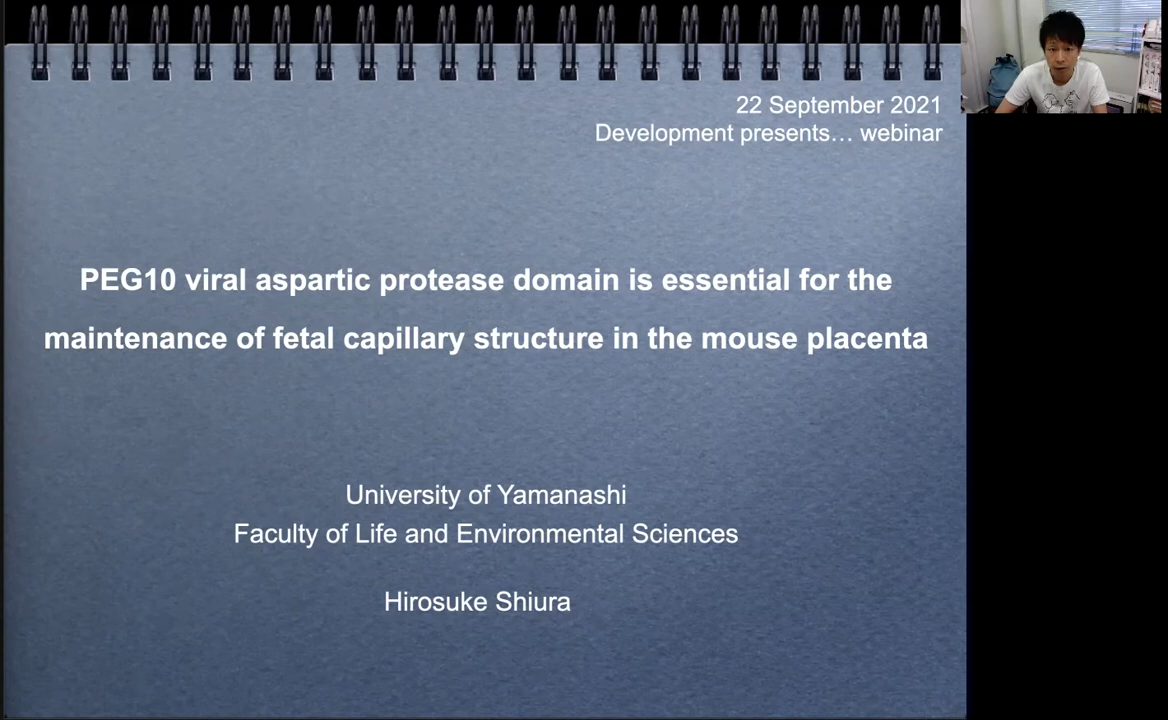 22 September 2021
Development presents… webinar
PEG10 viral aspartic protease domain is essential for the
maintenance of fetal capillary structure in the mouse placenta
University of Yamanashi
Faculty of Life and Environmental Sciences
Hirosuke Shiura